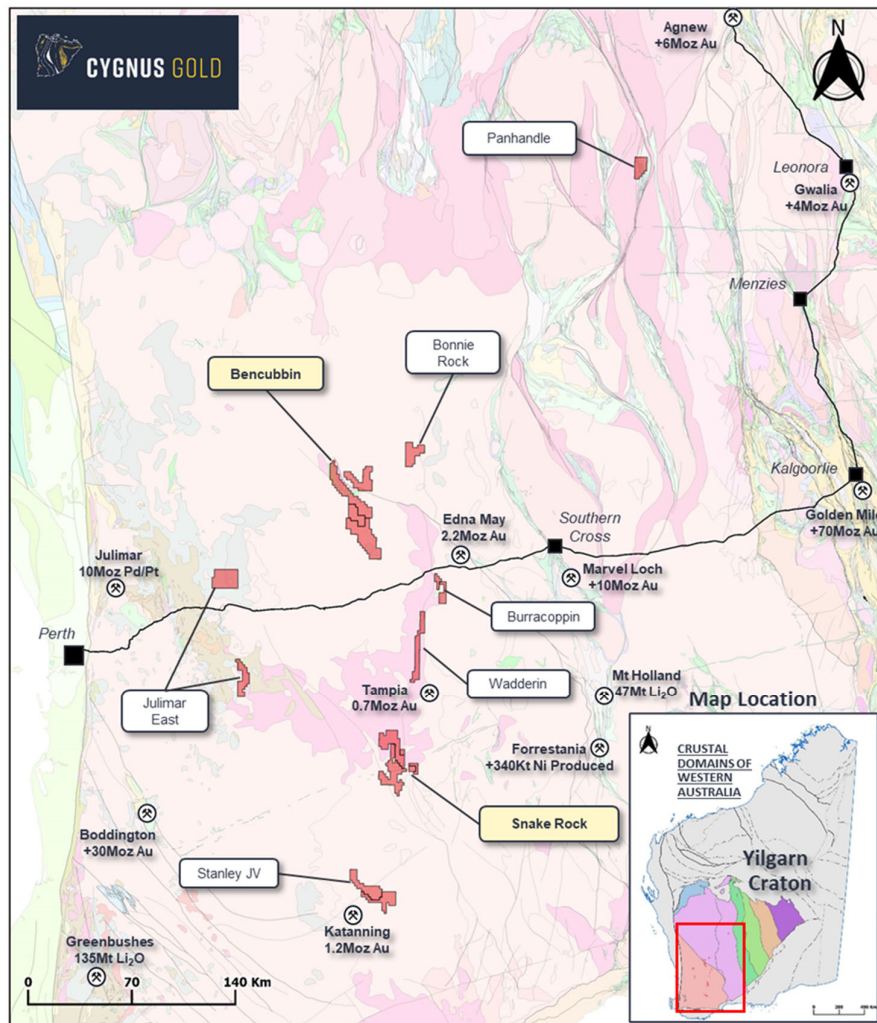 CYGNUS GOLD
Agnew
+6Moz Au
N
Panhandle
Leonora
Gwalia
+4Moz Au
Menzies
Bonnie
Rock
Bencubbin
Kalgoorlie
Golden Mile
+70Moz Au
Edna May
2.2Moz Au
Southern
Cross
Julimar
10Moz Pd/Pt
Marvel Loch
+10Moz Au
Burracoppin
Perth
Wadderin
Mt Holland
47Mt Li₂O
Tampia
0.7Moz Au
Julimar
East
Map Location
Forrestania
+340Kt Ni Produced
N
CRUSTAL
DOMAINS OF
WESTERN
AUSTRALIA
Boddington
+30Moz Au
Snake Rock
Yilgarn
Craton
Stanley JV
Katanning
1.2Moz Au
Greenbushes
135Mt Li₂O
0 70 140 Km